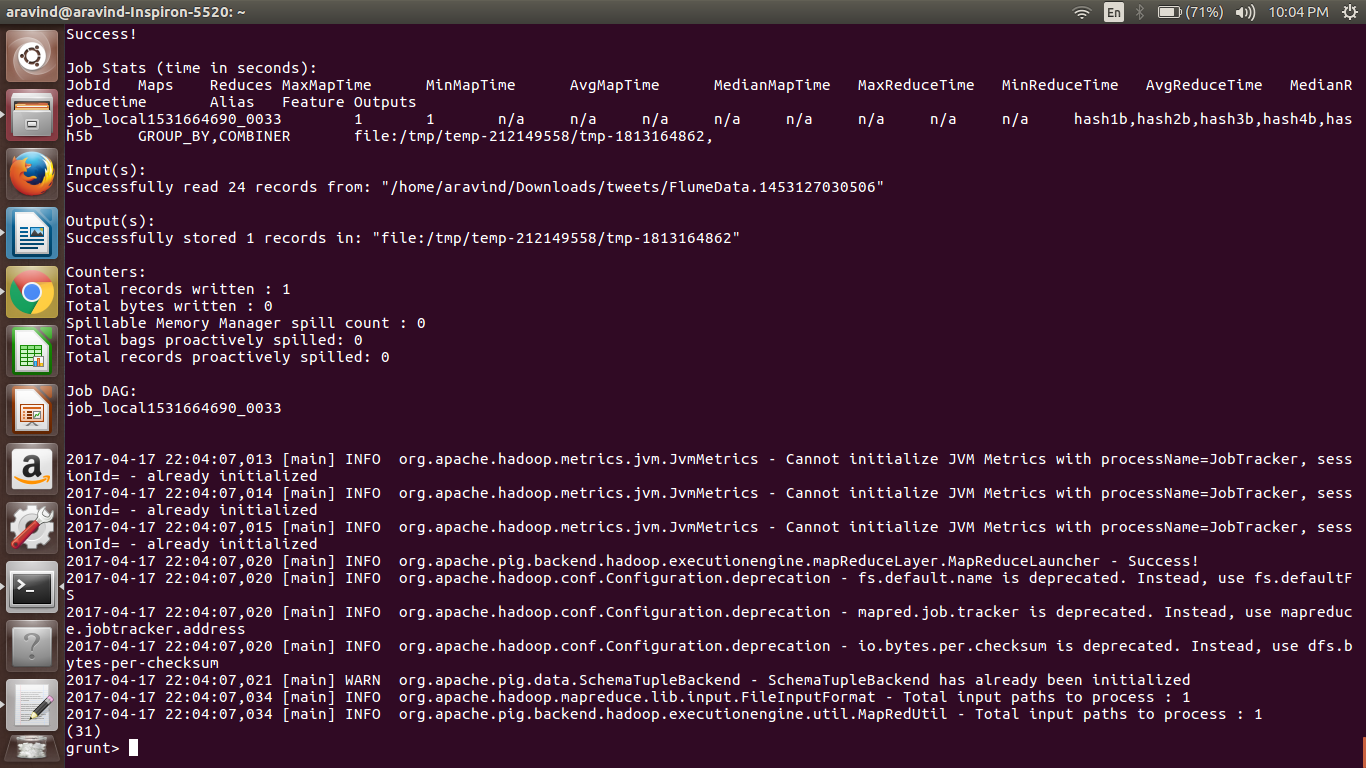 aravind@aravind-Inspiron-5520: ~
En
(71%)
10:04 PM
Success!
Job Stats (time in seconds):
JobId Maps Reduces MaxMapTime MinMapTime AvgMapTime MedianMapTime MaxReduceTime MinReduceTime AvgReduceTime MedianR
educetime Alias Feature Outputs
job_local1531664690_0033 1 1 n/a n/a n/a n/a n/a n/a n/a n/a hash1b,hash2b,hash3b,hash4b,has
h5b GROUP_BY,COMBINER file:/tmp/temp-212149558/tmp-1813164862,
Input(s):
Successfully read 24 records from: "/home/aravind/Downloads/tweets/FlumeData.1453127030506"
Output(s):
Successfully stored 1 records in: "file:/tmp/temp-212149558/tmp-1813164862"
Counters:
Total records written : 1
Total bytes written : 0
Spillable Memory Manager spill count : 0
Total bags proactively spilled: 0
Total records proactively spilled: 0
Job DAG:
job_local1531664690_0033
2017-04-17 22:04:07,013 [main] INFO  org.apache.hadoop.metrics.jvm.JvmMetrics - Cannot initialize JVM Metrics with processName=JobTracker, sess
ionId= - already initialized
2017-04-17 22:04:07,014 [main] INFO  org.apache.hadoop.metrics.jvm.JvmMetrics - Cannot initialize JVM Metrics with processName=JobTracker, sess
ionId= - already initialized
2017-04-17 22:04:07,015 [main] INFO  org.apache.hadoop.metrics.jvm.JvmMetrics - Cannot initialize JVM Metrics with processName=JobTracker, sess
ionId= - already initialized
2017-04-17 22:04:07,020 [main] INFO  org.apache.pig.backend.hadoop.executionengine.mapReduceLayer.MapReduceLauncher - Success!
2017-04-17 22:04:07,020 [main] INFO  org.apache.hadoop.conf.Configuration.deprecation - fs.default.name is deprecated. Instead, use fs.defaultF
S
2017-04-17 22:04:07,020 [main] INFO  org.apache.hadoop.conf.Configuration.deprecation - mapred.job.tracker is deprecated. Instead, use mapreduc
e.jobtracker.address
2017-04-17 22:04:07,020 [main] INFO  org.apache.hadoop.conf.Configuration.deprecation - io.bytes.per.checksum is deprecated. Instead, use dfs.b
ytes-per-checksum
2017-04-17 22:04:07,021 [main] WARN  org.apache.pig.data.SchemaTupleBackend - SchemaTupleBackend has already been initialized
2017-04-17 22:04:07,034 [main] INFO  org.apache.hadoop.mapreduce.lib.input.FileInputFormat - Total input paths to process : 1
2017-04-17 22:04:07,034 [main] INFO  org.apache.pig.backend.hadoop.executionengine.util.MapRedUtil - Total input paths to process : 1
(31)
grunt>